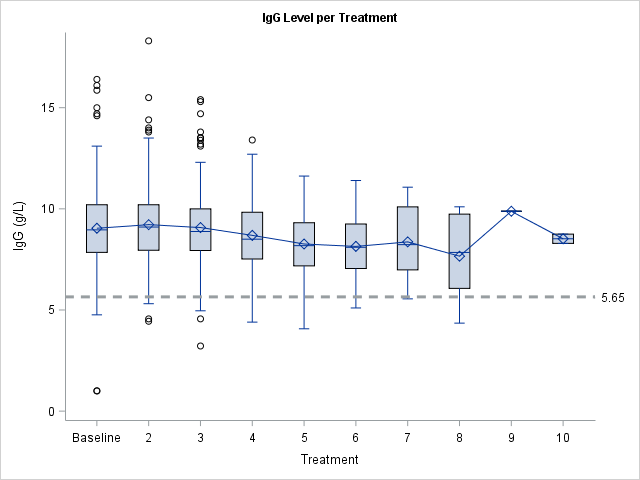 IgG Level per Treatment
IgG (g/L)
15
10
5
0
5.65
Baseline 2 3 4 5 6 7 8 9 10
Treatment